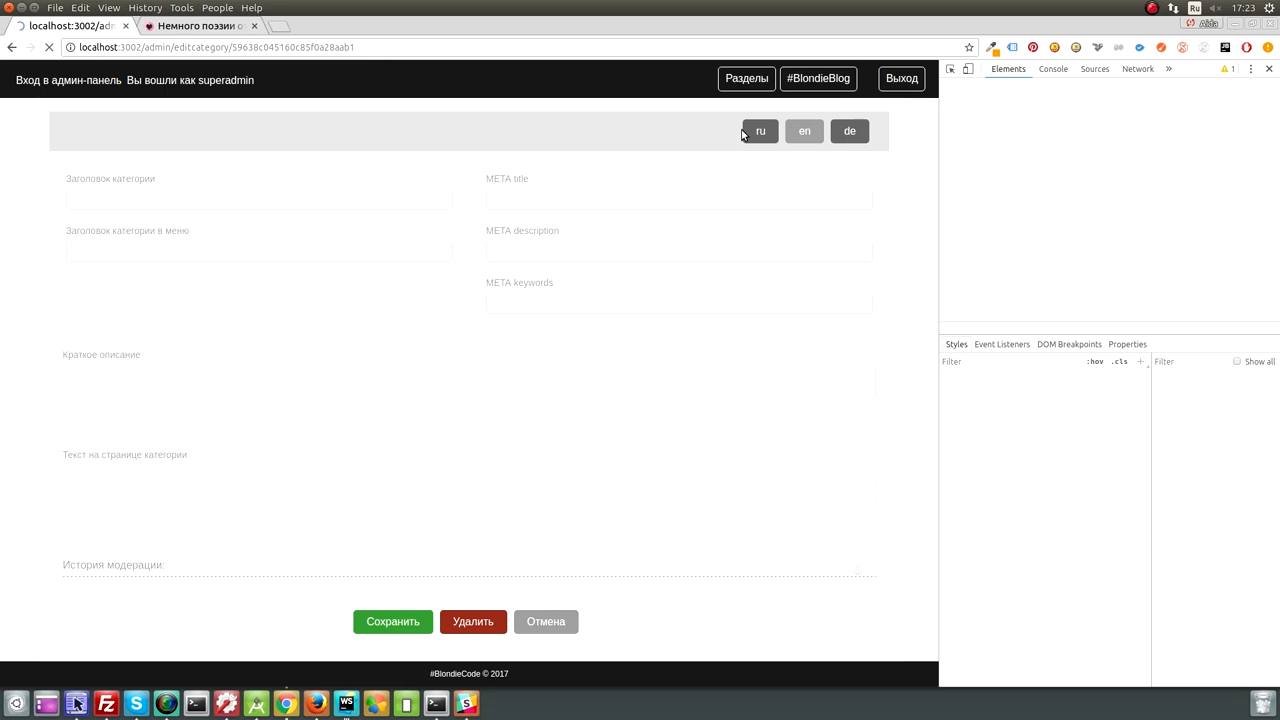 File Edit View History Tools People Help
Ru
17:23
localhost:3002/adm
Немного поэзии о
Aida
localhost:3002/admin/editcategory/59638c045160c85f0a28aab1
Вход в админ-панель Вы вошли как superadmin
Разделы
#BlondieBlog
Выход
Elements Console Sources Network » 1
ru
en
de
Заголовок категории
META title
Заголовок категории в меню
META description
META keywords
Styles Event Listeners DOM Breakpoints Properties
Filter :hov .cls + Filter Show all
Краткое описание
Текст на странице категории
История модерации:
Сохранить
Удалить
Отмена
#BlondieCode © 2017